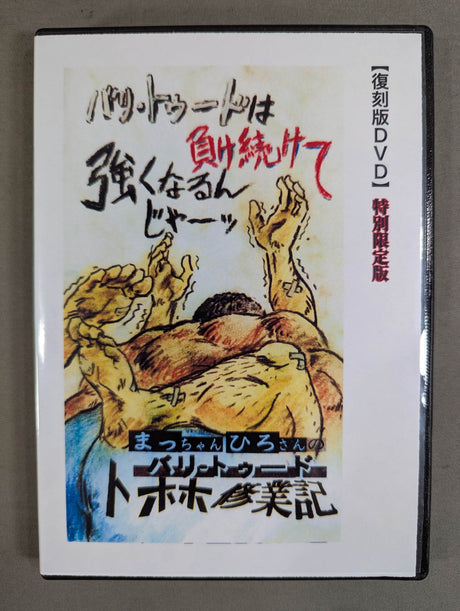 【復刻版DVD】特別限定版
バリ・トゥードは
負け続けて
強くなるん
じゃーッ
まっちゃんひろさんの
バリ・トゥード
トホホ修業記